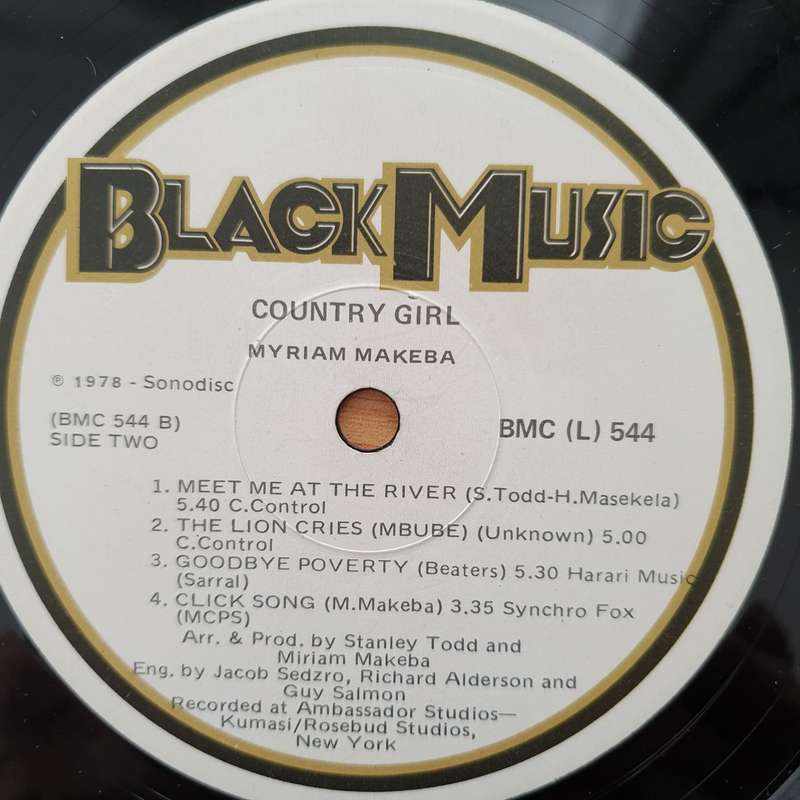 BLACK MUSIC
COUNTRY GIRL
MYRIAM MAKEBA
℗ 1978 - Sonodisc
(BMC 544 B)
SIDE TWO
BMC (L) 544
1. MEET ME AT THE RIVER (S.Todd-H.Masekela)
5.40 C.Control
2. THE LION CRIES (MBUBE) (Unknown) 5.00
C.Control
3. GOODBYE POVERTY (Beaters) 5.30 Harari Music
(Sarral)
4. CLICK SONG (M.Makeba) 3.35 Synchro Fox
(MCPS)
Arr. & Prod. by Stanley Todd and
Miriam Makeba
Eng. by Jacob Sedzro, Richard Alderson and
Guy Salmon
Recorded at Ambassador Studios—
Kumasi/Rosebud Studios,
New York